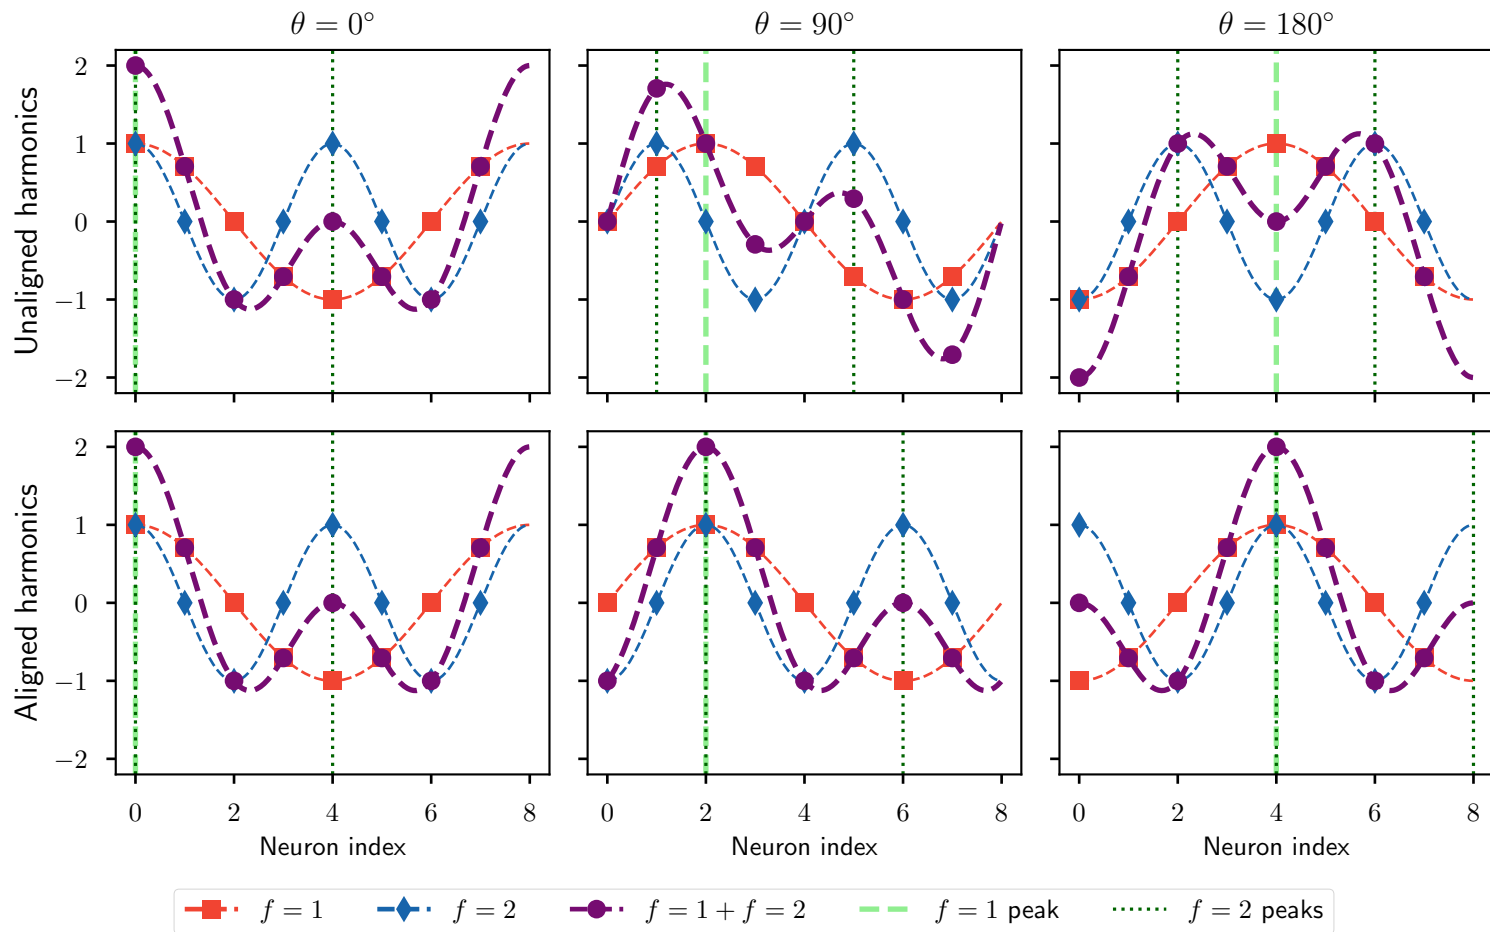 θ = 0°
θ = 90°
θ = 180°
Unaligned harmonics
2
1
0
−1
−2
Aligned harmonics
2
1
0
−1
−2
0 2 4 6 8
0 2 4 6 8
0 2 4 6 8
Neuron index
Neuron index
Neuron index
f = 1
f = 2
f = 1 + f = 2
f = 1 peak
f = 2 peaks